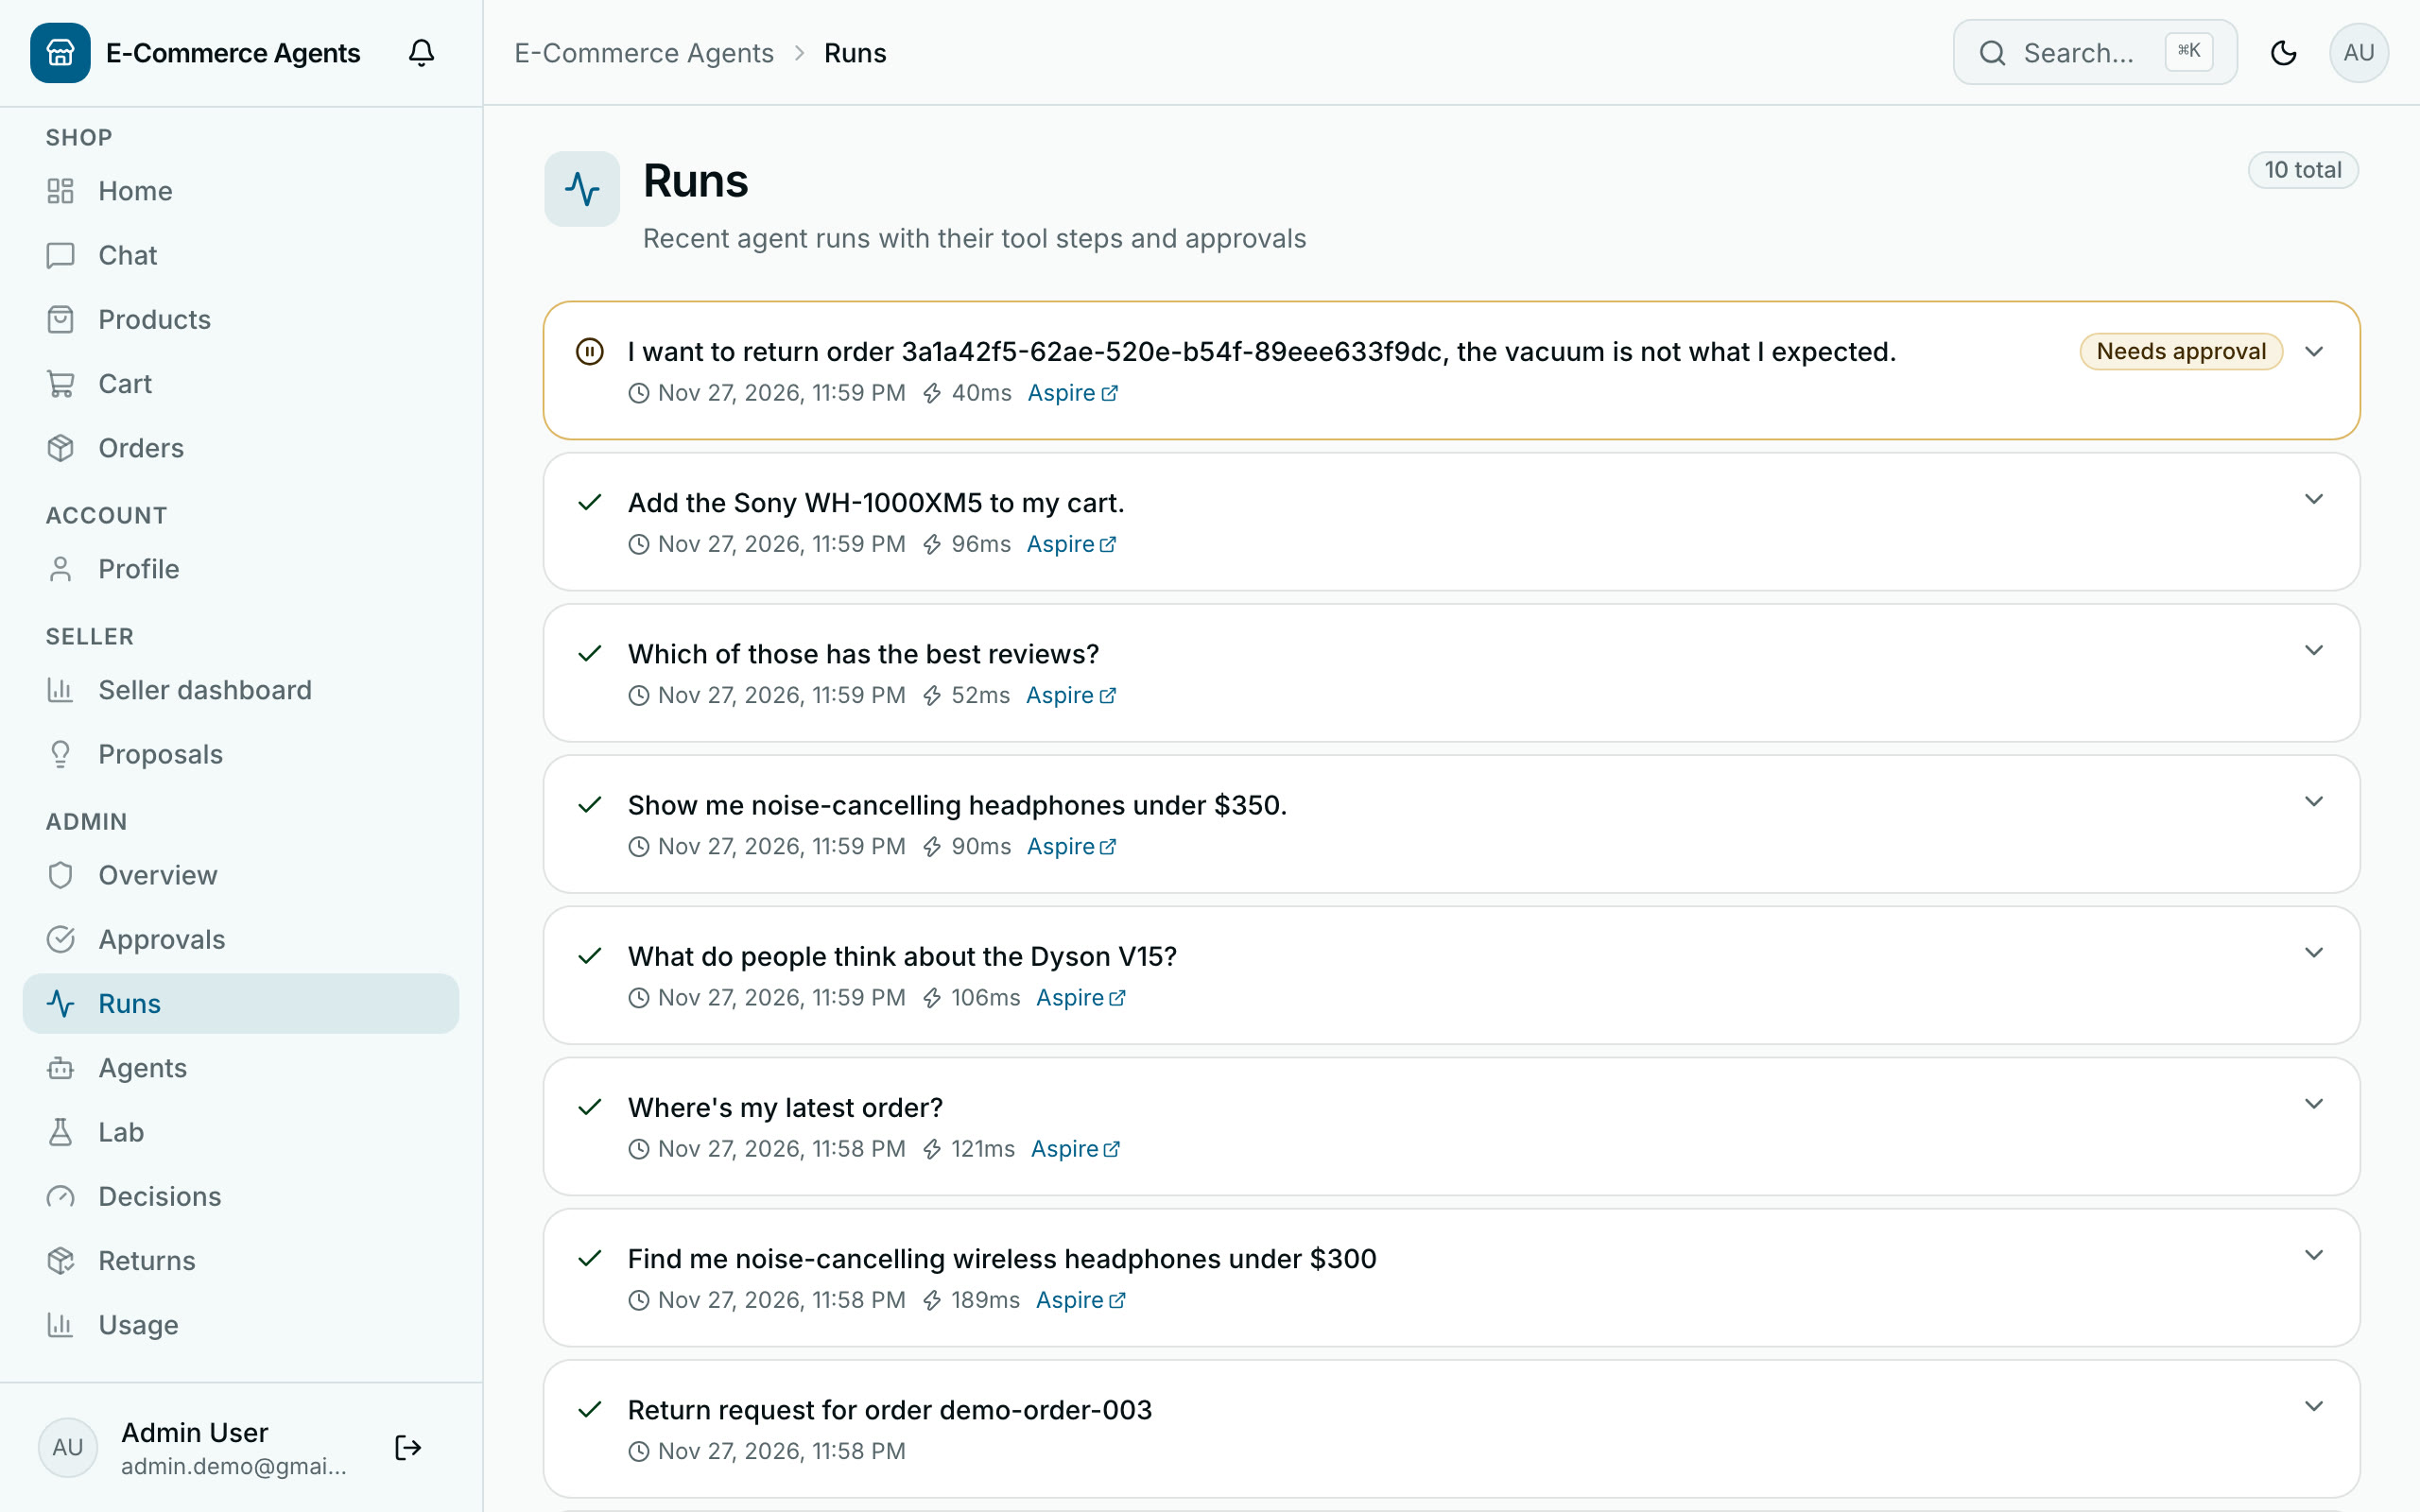 E-Commerce Agents
SHOP
Home
Chat
Products
Cart
Orders
ACCOUNT
Profile
SELLER
Seller dashboard
Proposals
ADMIN
Overview
Approvals
Runs
Agents
Lab
Decisions
Returns
Usage
AU
Admin User
admin.demo@gmai...
E-Commerce Agents > Runs
Search... ⌘K
AU
Runs
10 total
Recent agent runs with their tool steps and approvals
I want to return order 3a1a42f5-62ae-520e-b54f-89eee633f9dc, the vacuum is not what I expected.
Needs approval
Nov 27, 2026, 11:59 PM 40ms Aspire
Add the Sony WH-1000XM5 to my cart.
Nov 27, 2026, 11:59 PM 96ms Aspire
Which of those has the best reviews?
Nov 27, 2026, 11:59 PM 52ms Aspire
Show me noise-cancelling headphones under $350.
Nov 27, 2026, 11:59 PM 90ms Aspire
What do people think about the Dyson V15?
Nov 27, 2026, 11:59 PM 106ms Aspire
Where's my latest order?
Nov 27, 2026, 11:58 PM 121ms Aspire
Find me noise-cancelling wireless headphones under $300
Nov 27, 2026, 11:58 PM 189ms Aspire
Return request for order demo-order-003
Nov 27, 2026, 11:58 PM